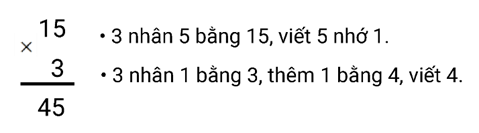 15
×
3
45
• 3 nhân 5 bằng 15, viết 5 nhớ 1.
• 3 nhân 1 bằng 3, thêm 1 bằng 4, viết 4.